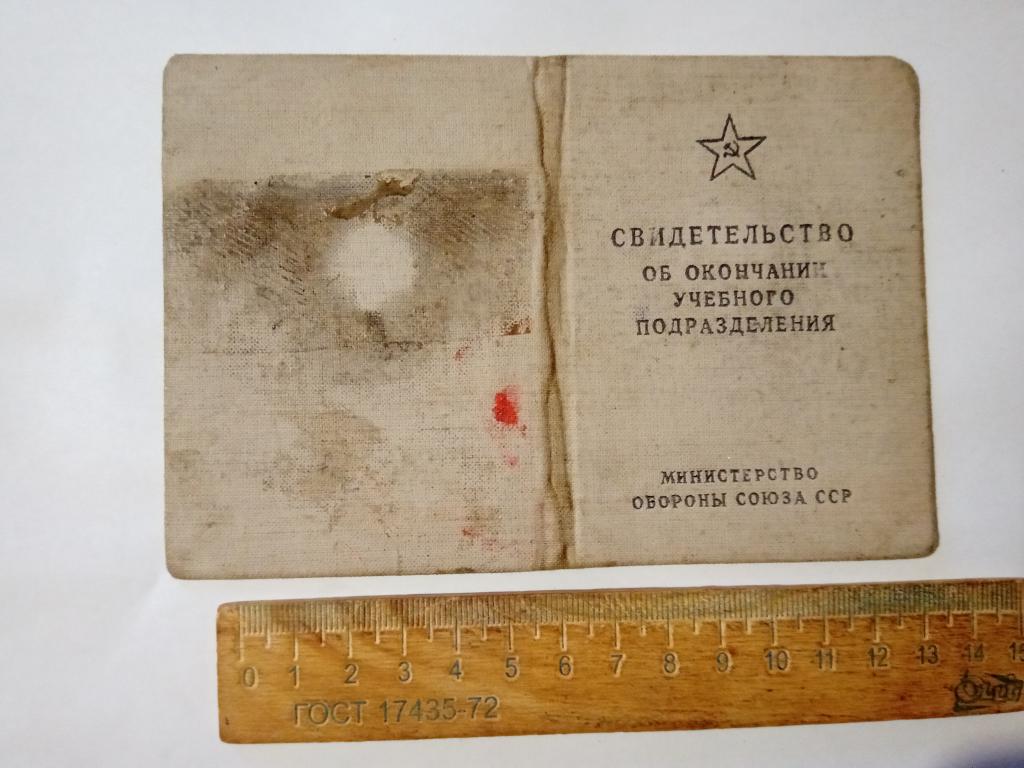 СВИДЕТЕЛЬСТВО
ОБ ОКОНЧАНИИ
УЧЕБНОГО
ПОДРАЗДЕЛЕНИЯ
МИНИСТЕРСТВО
ОБОРОНЫ СОЮЗА ССР
0 1 2 3 4 5 6 7 8 9 10 11 12 13 14 15
ГОСТ 17435-72